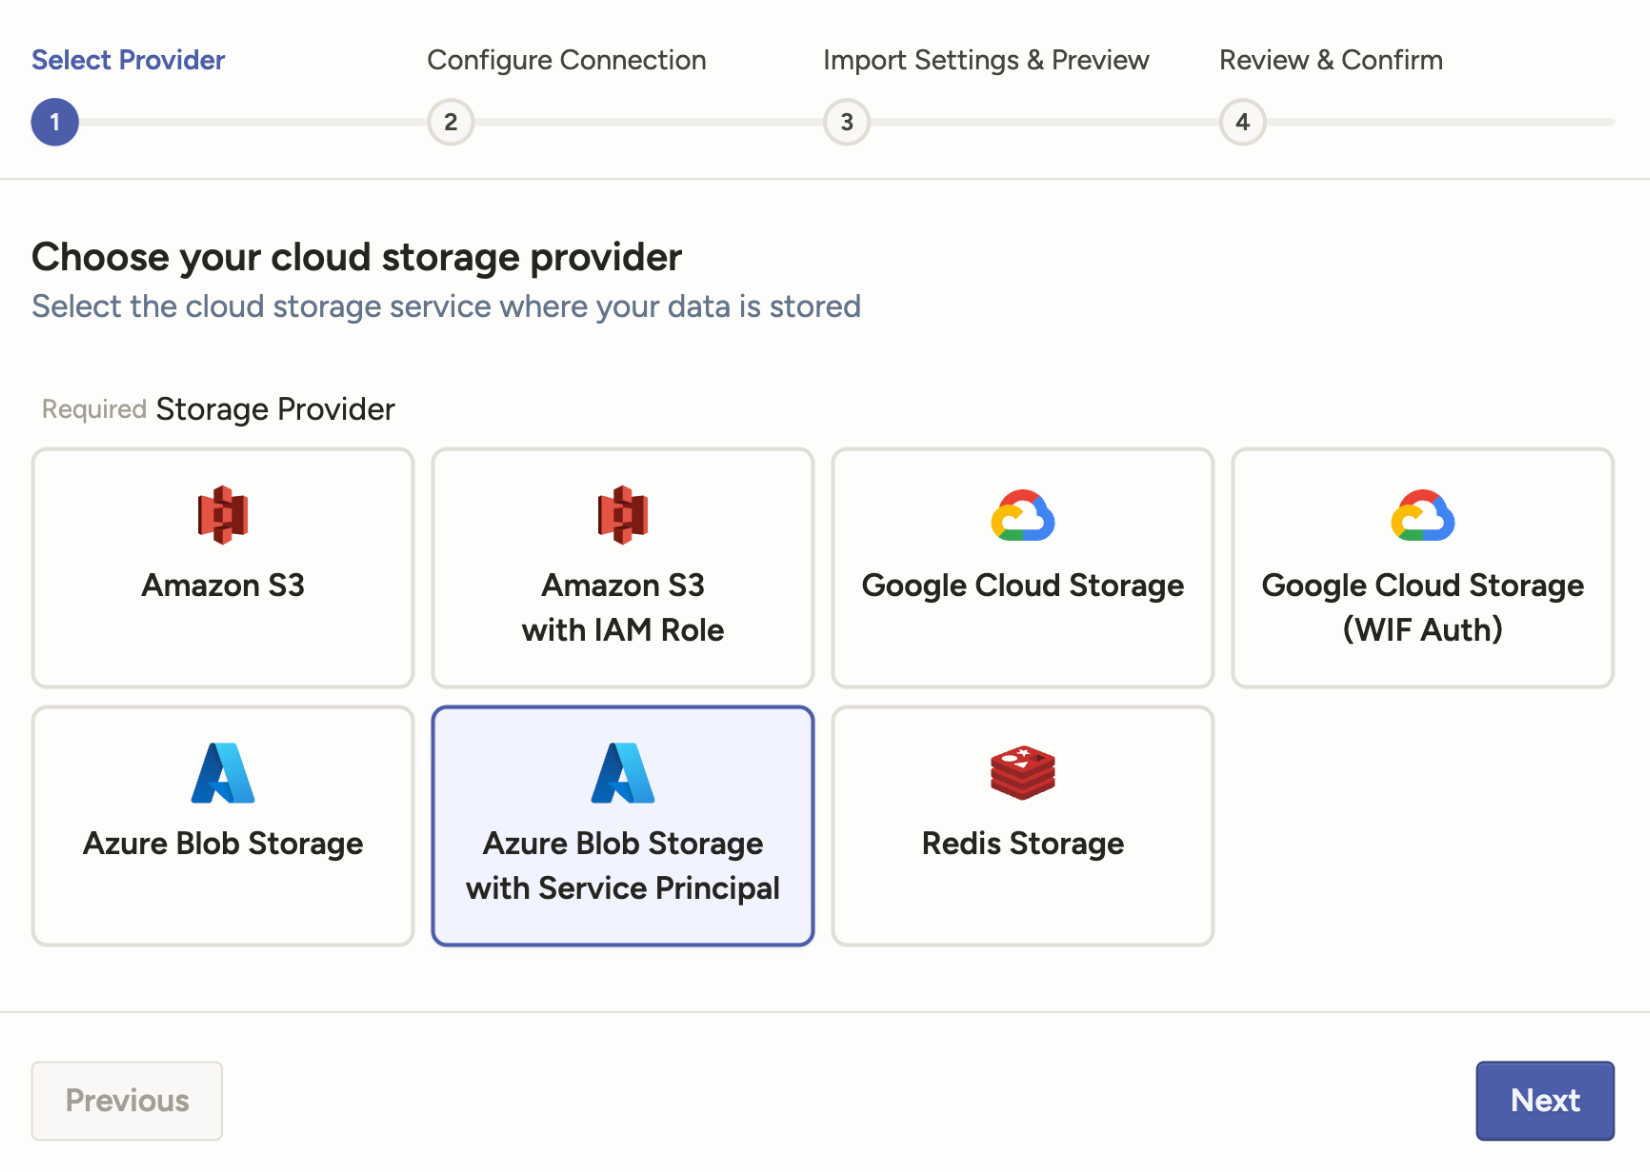 Select Provider
Configure Connection
Import Settings & Preview
Review & Confirm
1
2
3
4
Choose your cloud storage provider
Select the cloud storage service where your data is stored
Required Storage Provider
Amazon S3
Amazon S3
with IAM Role
Google Cloud Storage
Google Cloud Storage
(WIF Auth)
Azure Blob Storage
Azure Blob Storage
with Service Principal
Redis Storage
Previous
Next